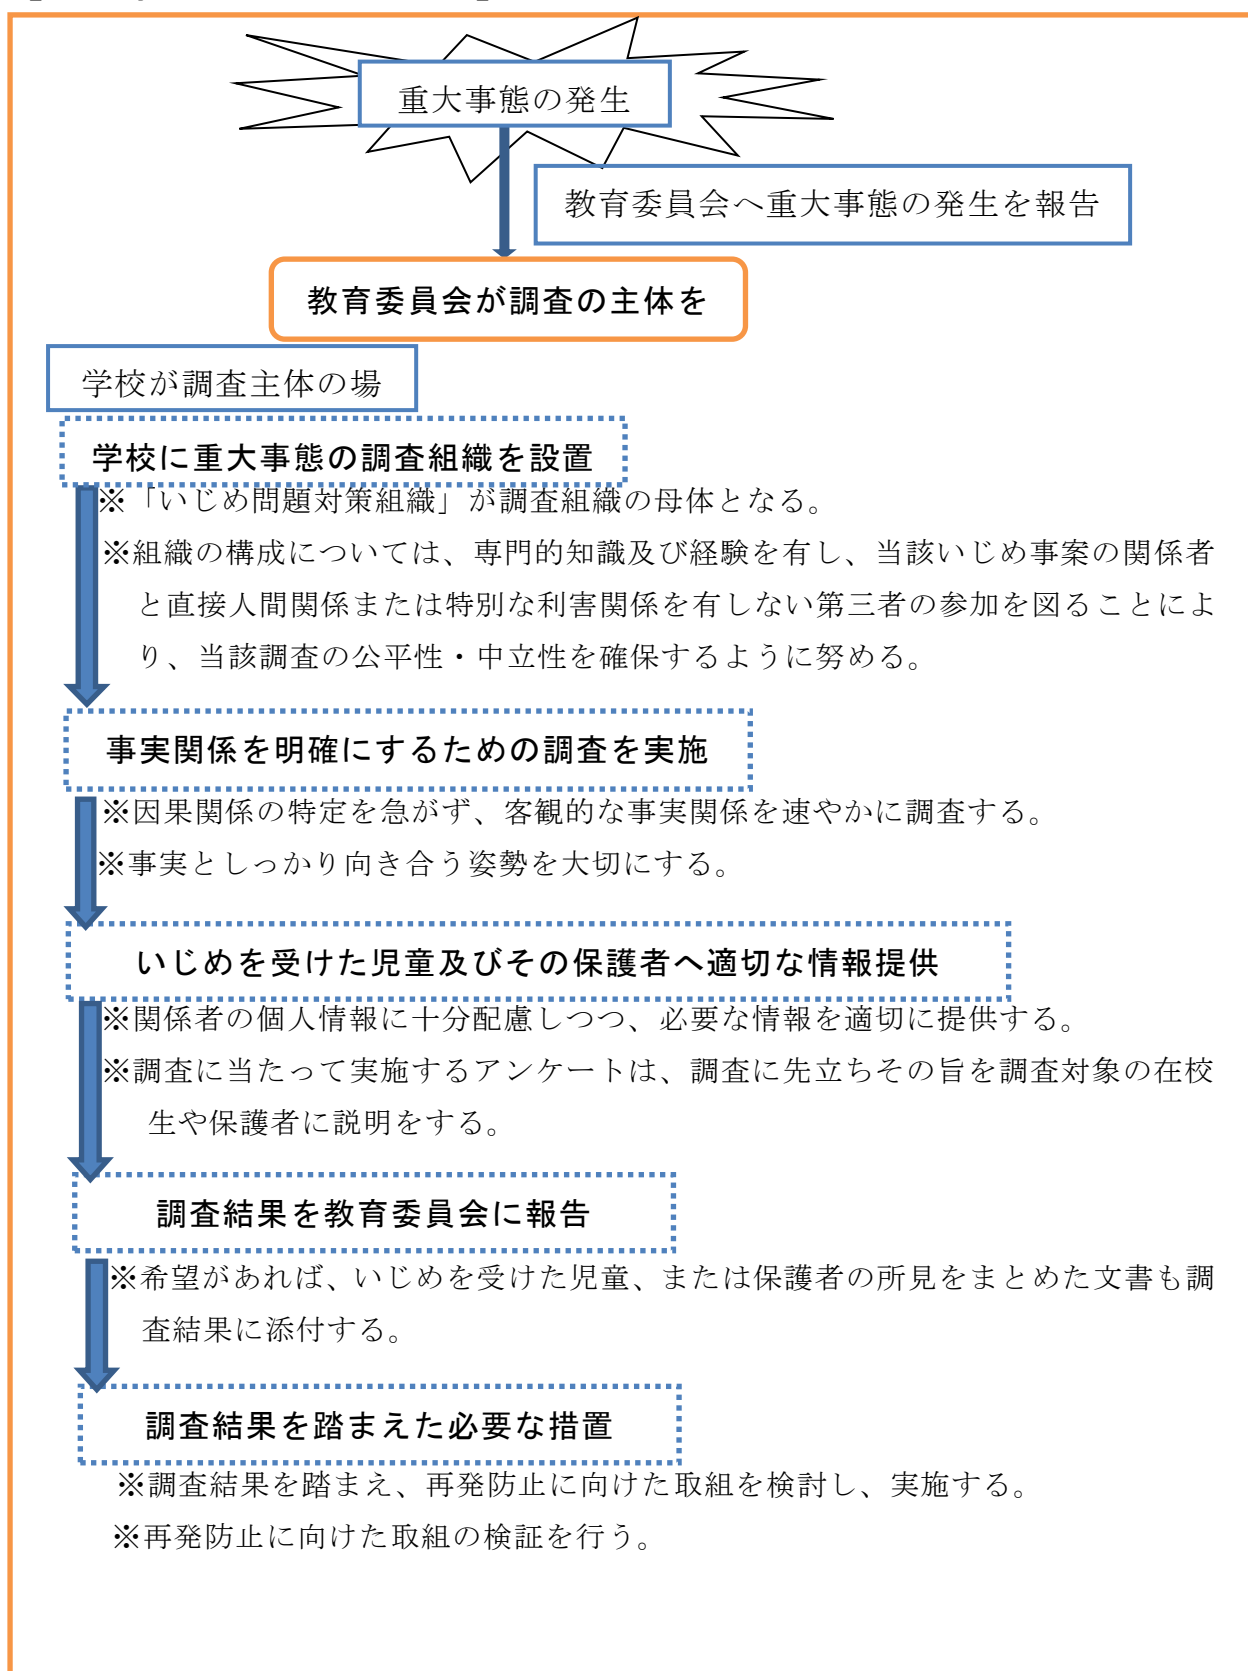 重大事態の発生
教育委員会へ重大事態の発生を報告
教育委員会が調査の主体を
学校が調査主体の場
学校に重大事態の調査組織を設置
※「いじめ問題対策組織」が調査組織の母体となる。
※組織の構成については、専門的知識及び経験を有し、当該いじめ事案の関係者
と直接人間関係または特別な利害関係を有しない第三者の参加を図ることによ
り、当該調査の公平性・中立性を確保するように努める。
事実関係を明確にするための調査を実施
※因果関係の特定を急がず、客観的な事実関係を速やかに調査する。
※事実としっかり向き合う姿勢を大切にする。
いじめを受けた児童及びその保護者へ適切な情報提供
※関係者の個人情報に十分配慮しつつ、必要な情報を適切に提供する。
※調査に当たって実施するアンケートは、調査に先立ちその旨を調査対象の在校
生や保護者に説明をする。
調査結果を教育委員会に報告
※希望があれば、いじめを受けた児童、または保護者の所見をまとめた文書も調
査結果に添付する。
調査結果を踏まえた必要な措置
※調査結果を踏まえ、再発防止に向けた取組を検討し、実施する。
※再発防止に向けた取組の検証を行う。